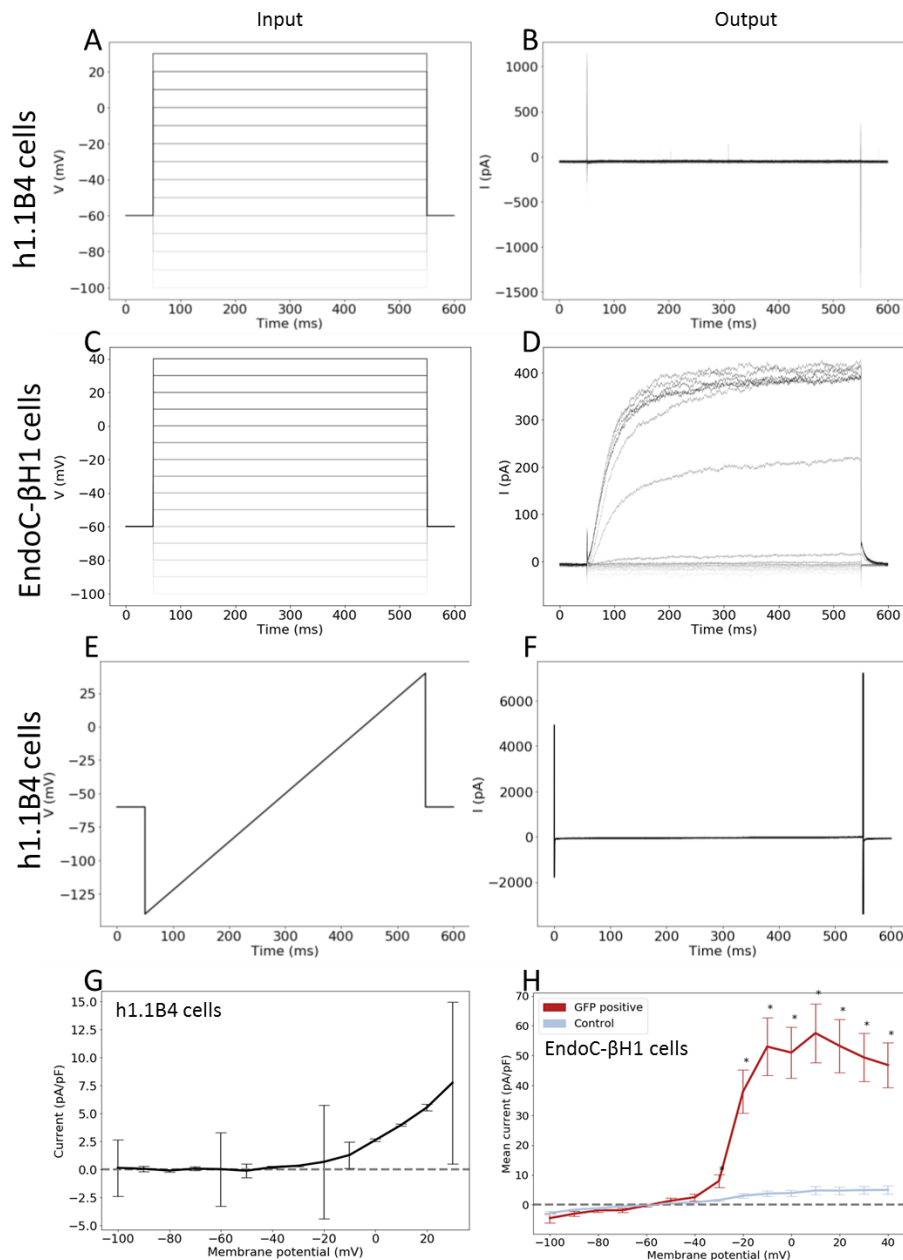 Input
Output
h1.1B4 cells
A
V (mV)
20
0
−20
−40
−60
−80
−100
0 100 200 300 400 500 600
Time (ms)
B
I (pA)
1000
500
0
−500
−1000
−1500
0 100 200 300 400 500 600
Time (ms)
EndoC-βH1 cells
C
V (mV)
40
20
0
−20
−40
−60
−80
−100
0 100 200 300 400 500 600
Time (ms)
D
I (pA)
400
300
200
100
0
0 100 200 300 400 500 600
Time (ms)
h1.1B4 cells
E
V (mV)
25
0
−25
−50
−75
−100
−125
0 100 200 300 400 500 600
Time (ms)
F
I (pA)
6000
4000
2000
0
−2000
0 100 200 300 400 500 600
Time (ms)
G
h1.1B4 cells
Current (pA/pF)
15.0
12.5
10.0
7.5
5.0
2.5
0.0
−2.5
−5.0
−100 −80 −60 −40 −20 0 20
Membrane potential (mV)
H
GFP positive
Control
EndoC-βH1 cells
Mean current (pA/pF)
70
60
50
40
30
20
10
0
* * * * * * * *
−100 −80 −60 −40 −20 0 20 40
Membrane potential (mV)